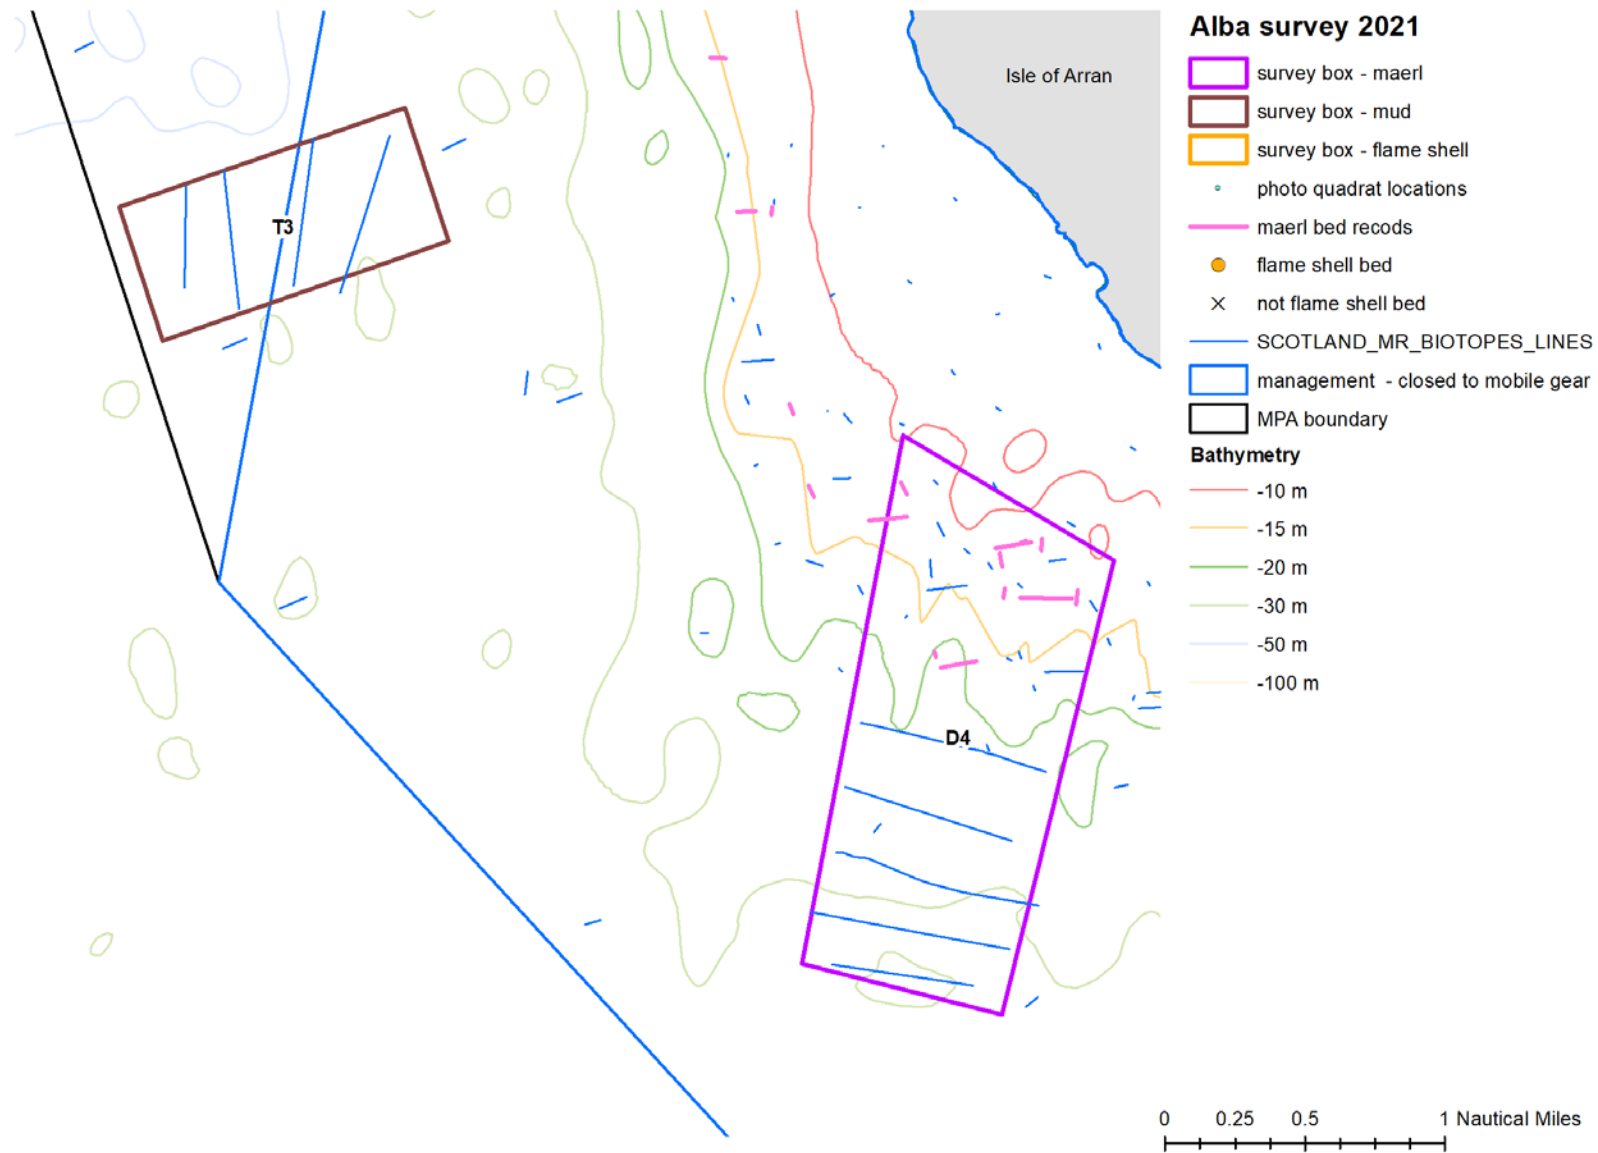 Alba survey 2021
Isle of Arran
survey box - maerl
survey box - mud
survey box - flame shell
photo quadrat locations
maerl bed recods
flame shell bed
not flame shell bed
SCOTLAND_MR_BIOTOPES_LINES
management - closed to mobile gear
MPA boundary
Bathymetry
-10 m
-15 m
-20 m
-30 m
-50 m
-100 m
T3
D4
0 0.25 0.5 1 Nautical Miles